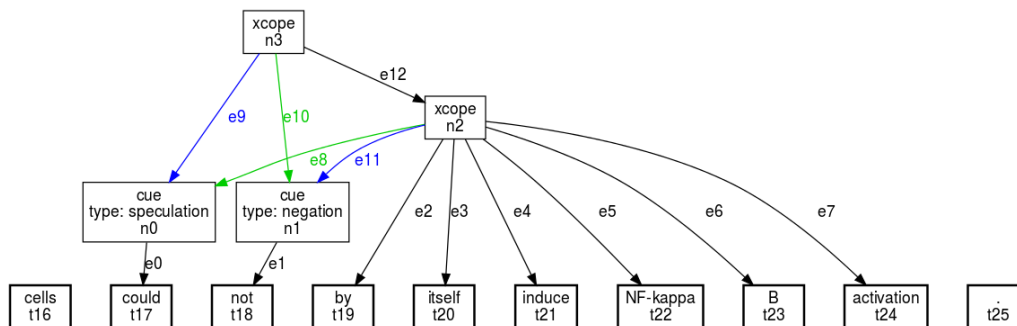 xcope
n3
e12
xcope
n2
e9
e10
e8
e11
cue
type: speculation
n0
cue
type: negation
n1
e2
e3
e4
e5
e6
e7
e0
e1
cells
t16
could
t17
not
t18
by
t19
itself
t20
induce
t21
NF-kappa
t22
B
t23
activation
t24
.
t25